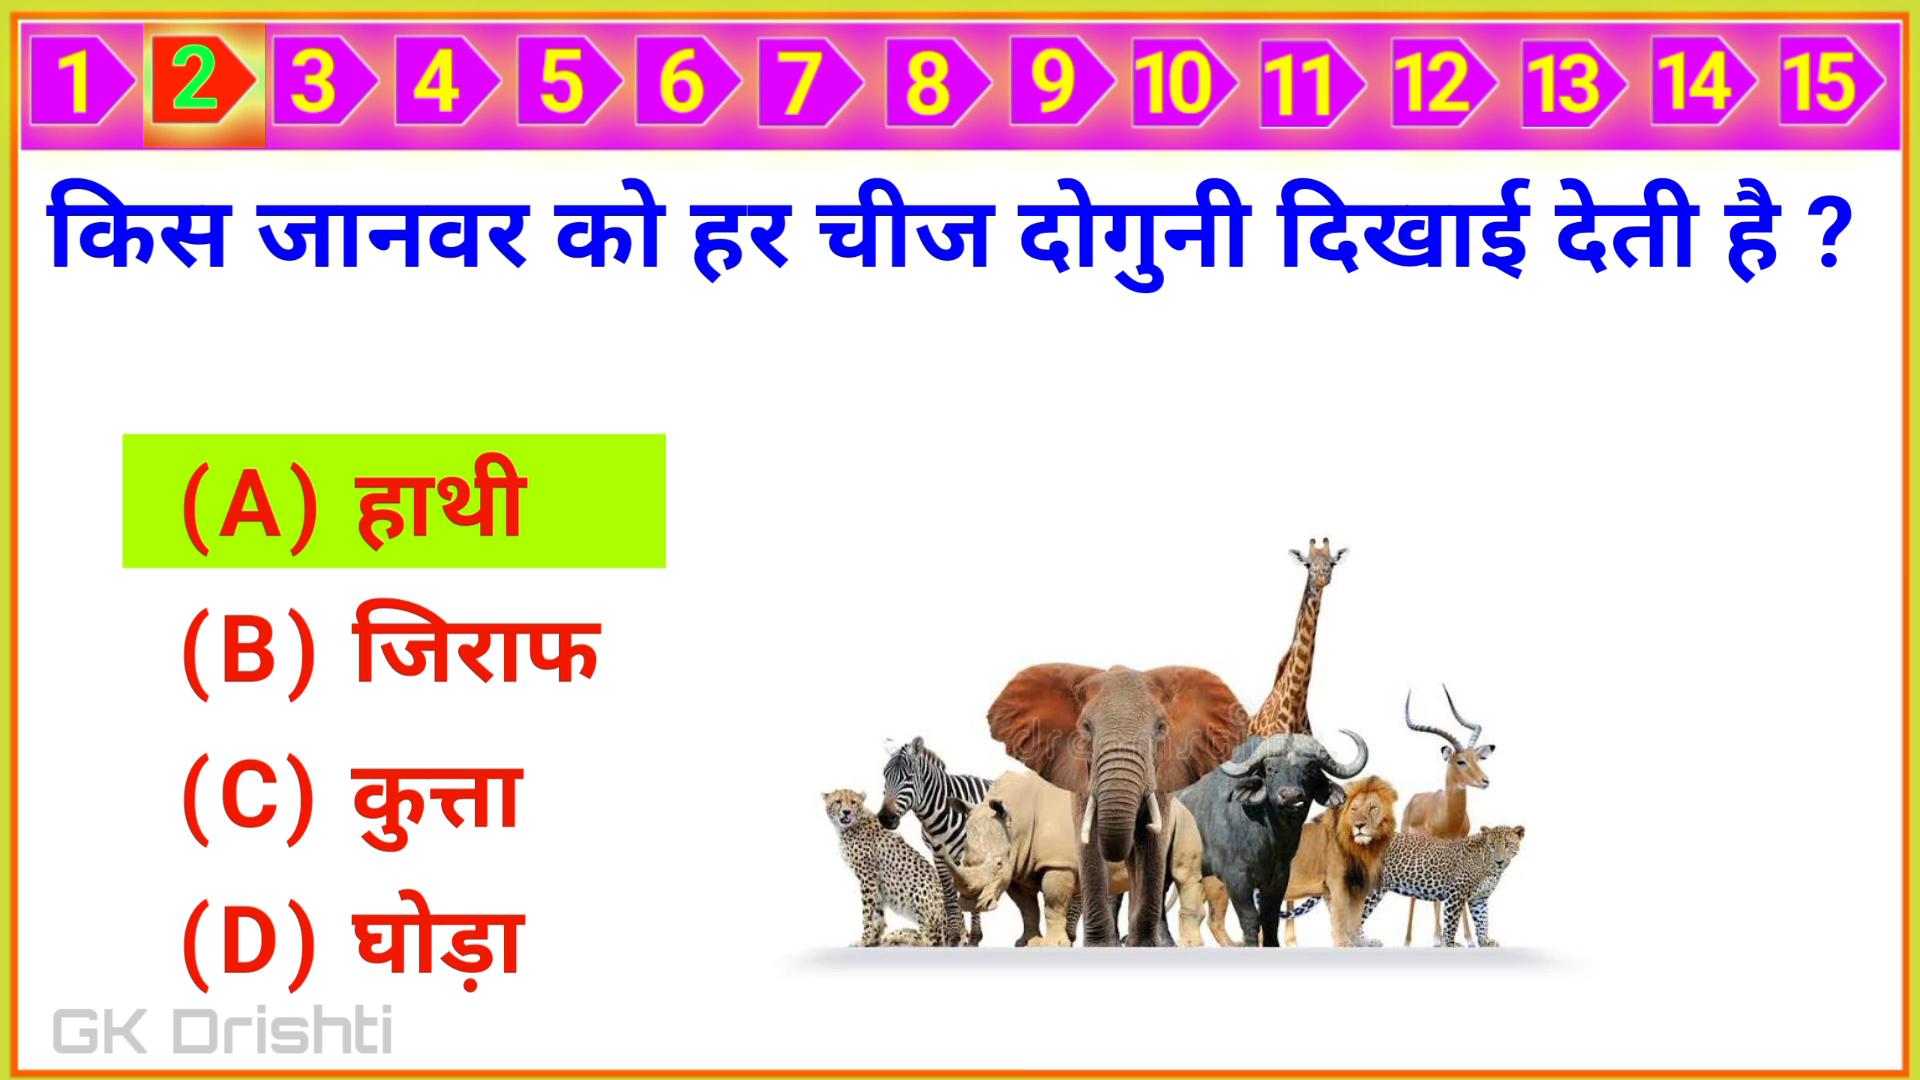 1 2 3 4 5 6 7 8 9 10 11 12 13 14 15
किस जानवर को हर चीज दोगुनी दिखाई देती है ?
(A) हाथी
(B) जिराफ
(C) कुत्ता
(D) घोड़ा
GK Drishti